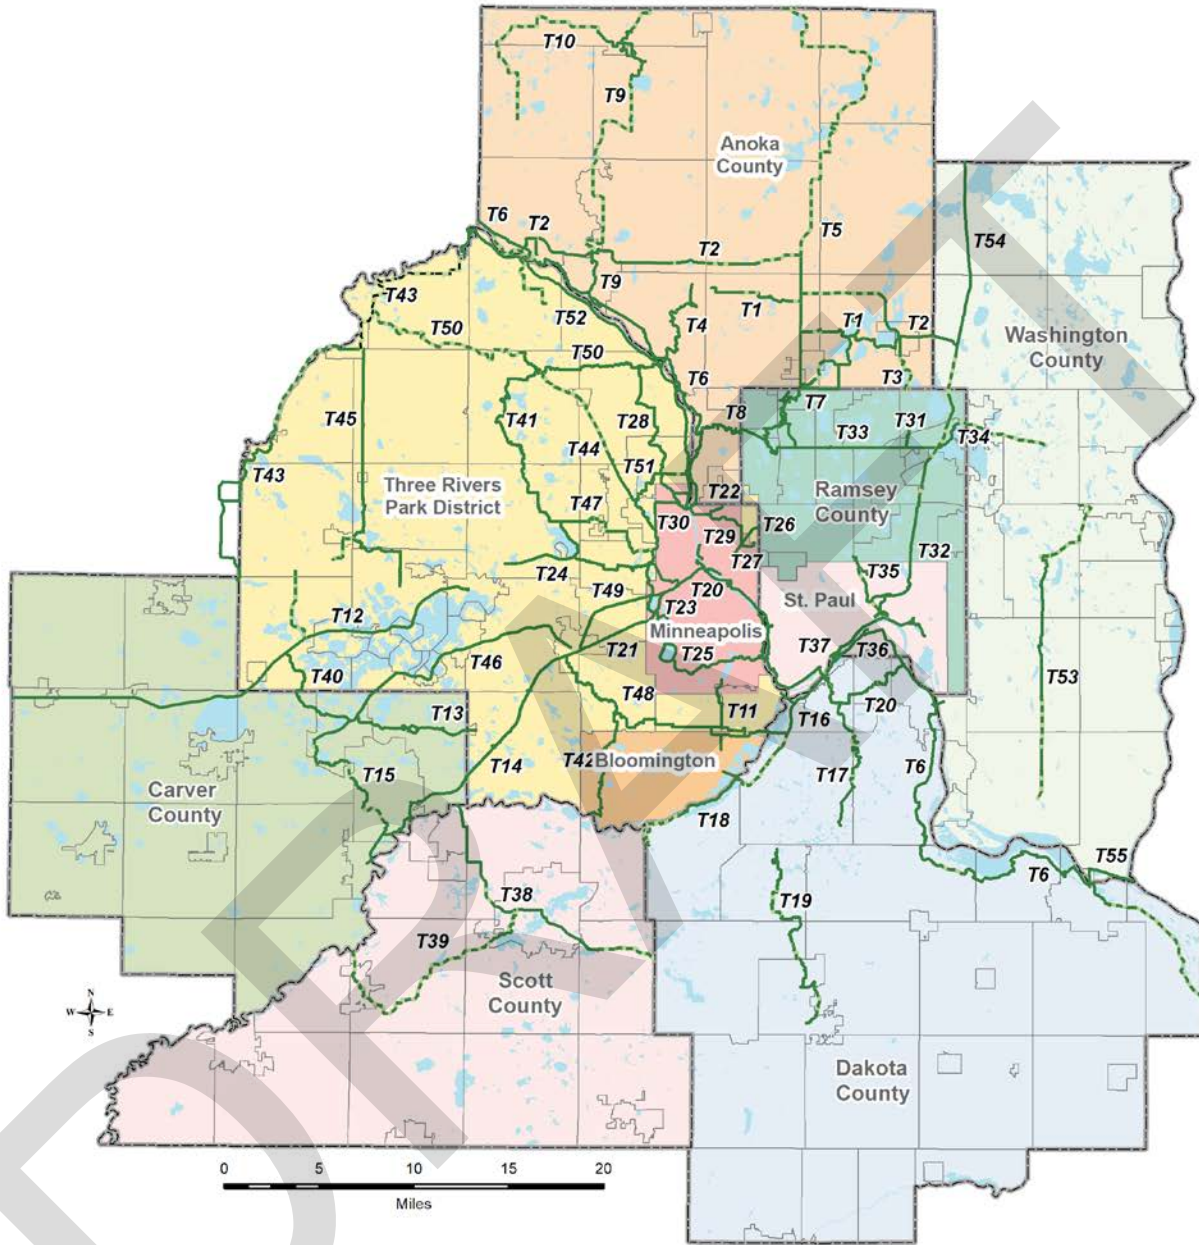 T10
T9
Anoka
County
T6
T2
T2
T5
T54
T9
T43
T52
T4
T1
T1
T2
Washington
County
T50
T50
T6
T3
T45
T41
T28
T8
T7
T31
T44
T33
T34
T43
T51
Three Rivers
Park District
T22
Ramsey
County
T47
T30
T29
T26
T27
T32
T24
T49
T20
T35
T23
St. Paul
T12
Minneapolis
T46
T21
T25
T37
T36
T40
T48
T53
T13
T11
T16
T20
T15
T14
T42
Bloomington
T17
T6
Carver
County
T18
T55
T6
T38
T19
T39
Scott
County
N
W
E
S
Dakota
County
0
5
10
15
20
Miles
DRAFT